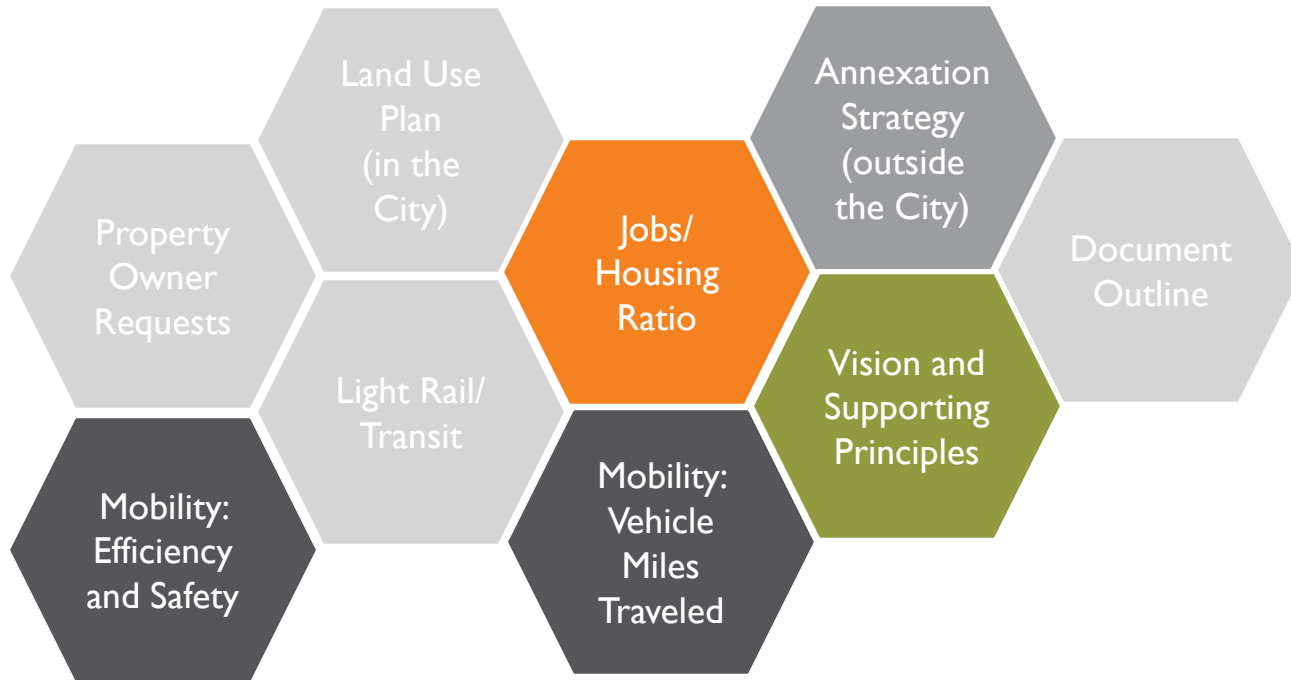 Land Use
Plan
(in the
City)
Annexation
Strategy
(outside
the City)
Property
Owner
Requests
Jobs/
Housing
Ratio
Document
Outline
Light Rail/
Transit
Vision and
Supporting
Principles
Mobility:
Efficiency
and Safety
Mobility:
Vehicle
Miles
Traveled